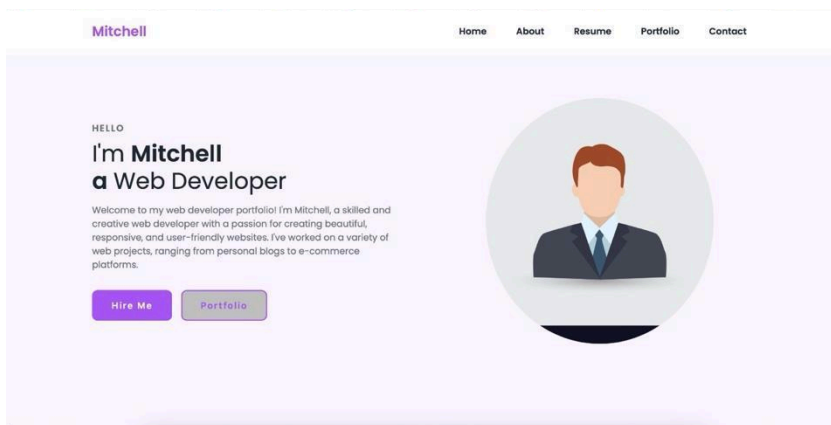 Mitchell
Home About Resume Portfolio Contact
HELLO
I'm Mitchell
a Web Developer
Welcome to my web developer portfolio! I'm Mitchell, a skilled and
creative web developer with a passion for creating beautiful,
responsive, and user-friendly websites. I've worked on a variety of
web projects, ranging from personal blogs to e-commerce
platforms.
Hire Me
Portfolio